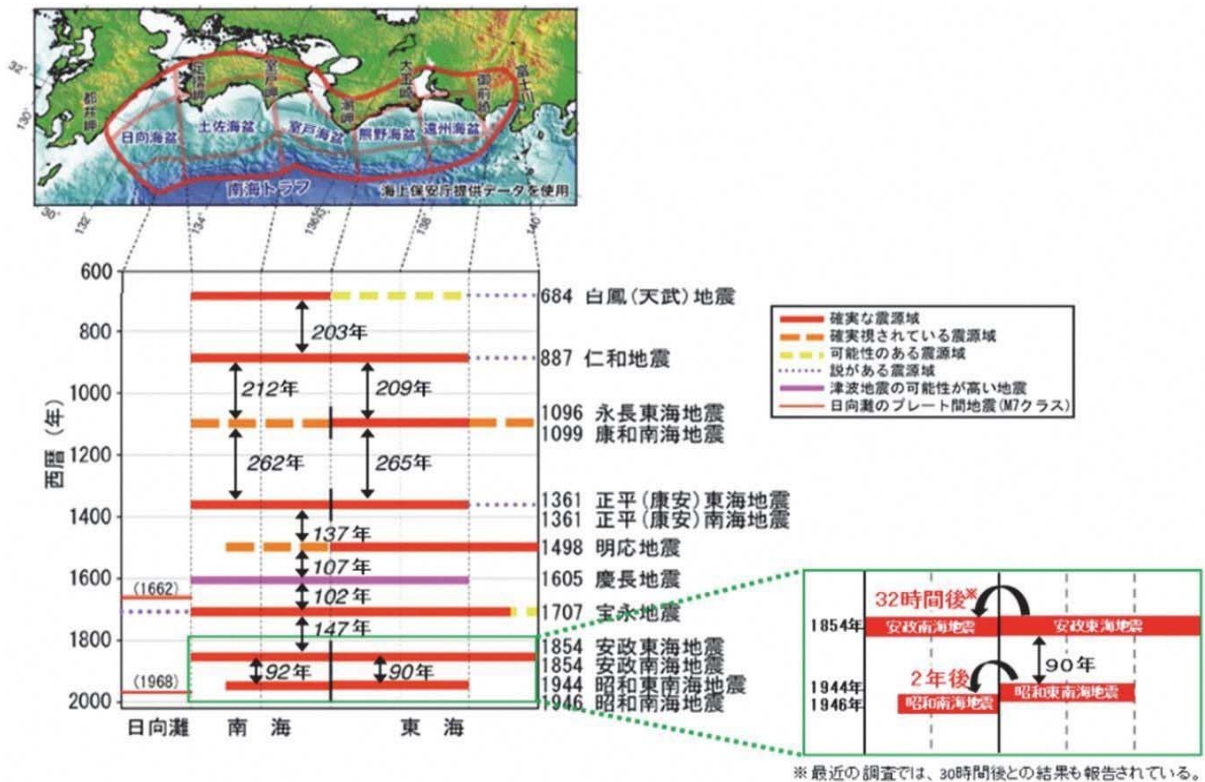 都井岬
足摺岬
室戸岬
潮岬
大王崎
御前崎
富士川
日向海盆
土佐海盆
室戸海盆
熊野海盆
遠州海盆
南海トラフ
海上保安庁提供データを使用
32°
130°
30°
132°
134°
136°
138°
140°
西暦（年）
600
800
1000
1200
1400
1600
1800
2000
684 白鳳(天武)地震
203年
887 仁和地震
212年
209年
1096 永長東海地震
1099 康和南海地震
262年
265年
1361 正平(康安)東海地震
1361 正平(康安)南海地震
137年
1498 明応地震
107年
1605 慶長地震
(1662)
102年
1707 宝永地震
147年
1854 安政東海地震
1854 安政南海地震
92年
90年
1944 昭和東南海地震
1946 昭和南海地震
(1968)
日向灘 南海 東海
確実な震源域
確実視されている震源域
可能性のある震源域
説がある震源域
津波地震の可能性が高い地震
日向灘のプレート間地震(M7クラス)
32時間後※
1854年
安政南海地震
安政東海地震
90年
2年後
1944年
昭和東南海地震
1946年
昭和南海地震
※最近の調査では、30時間後との結果も報告されている。